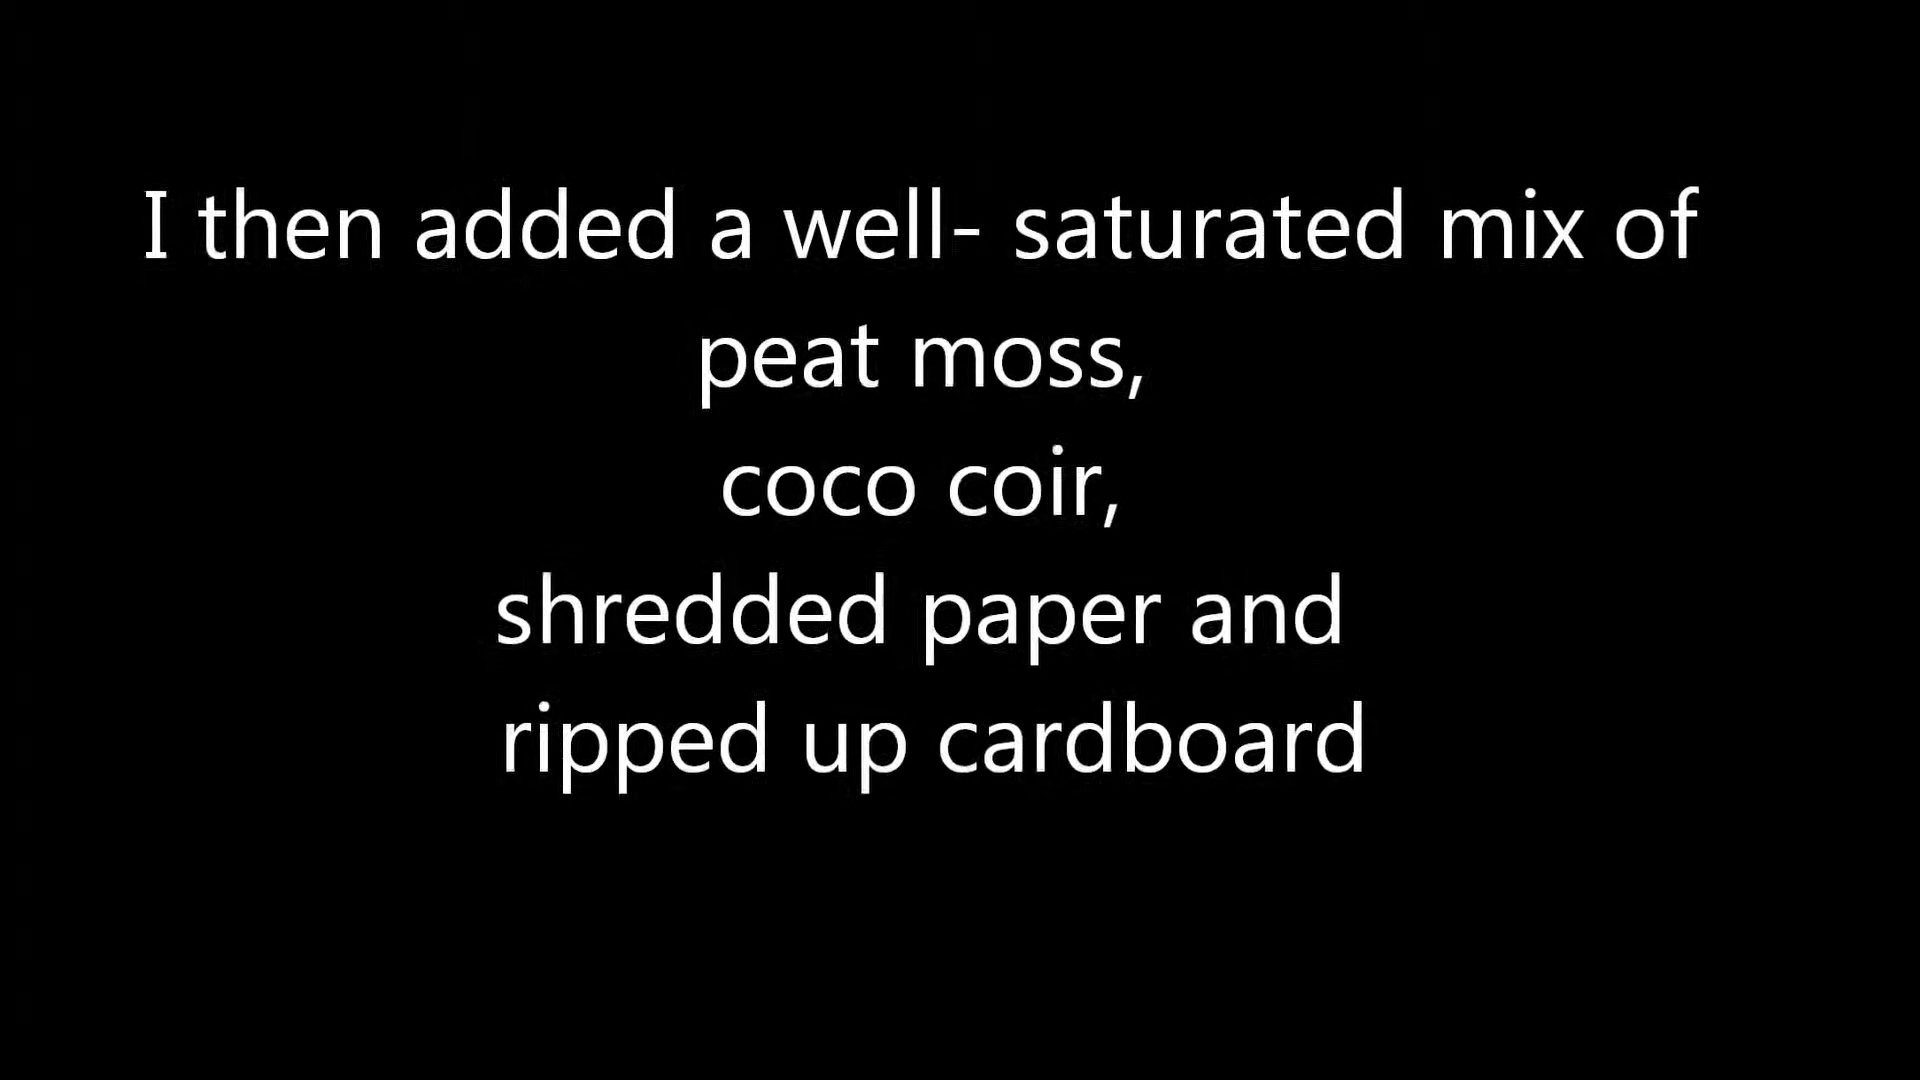 I then added a well- saturated mix of
peat moss,
coco coir,
shredded paper and
ripped up cardboard